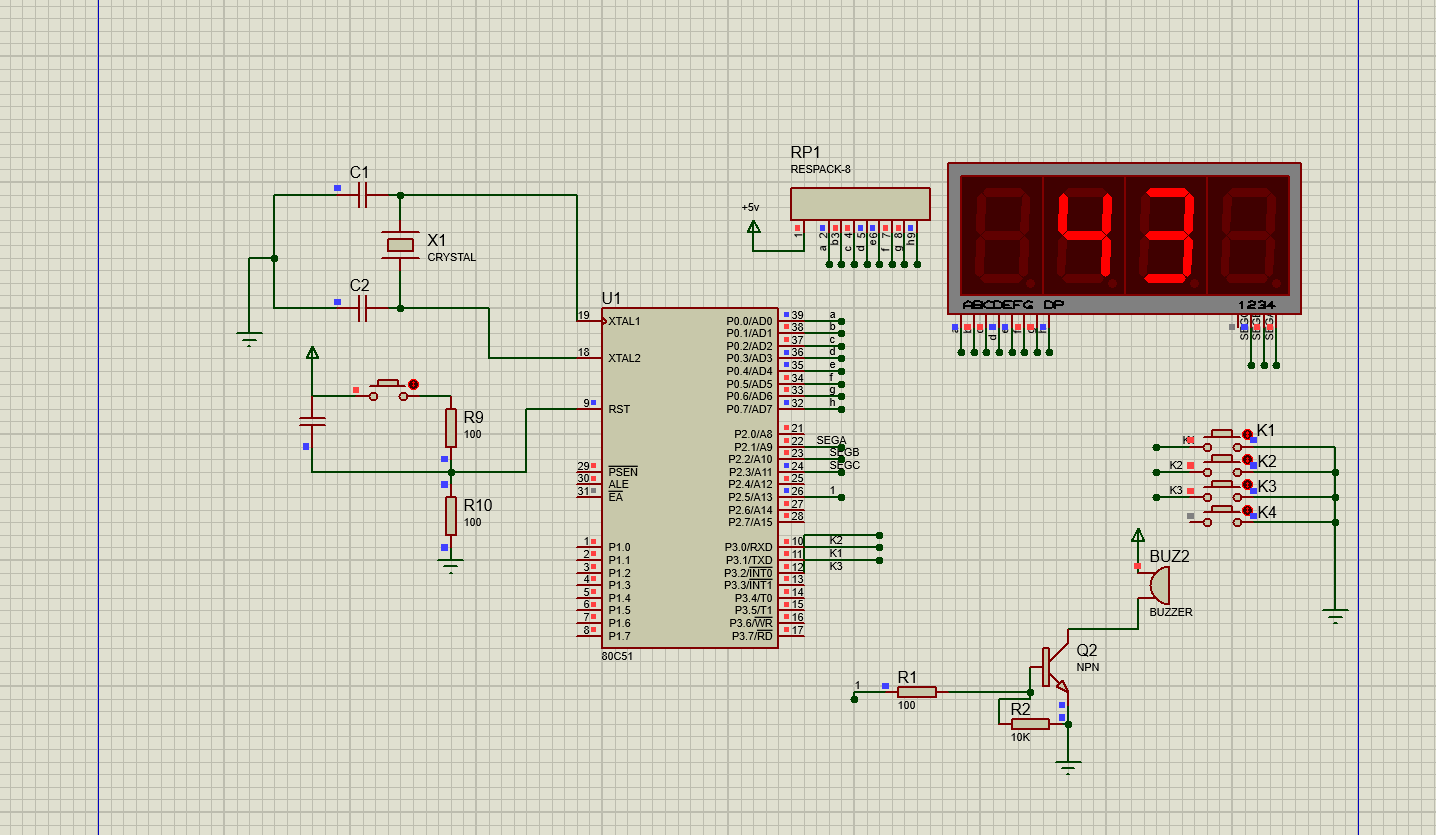 C1
X1
CRYSTAL
C2
R9
100
R10
100
U1
19
XTAL1
18
XTAL2
9
RST
29
PSEN
30
ALE
31
EA
1
P1.0
2
P1.1
3
P1.2
4
P1.3
5
P1.4
6
P1.5
7
P1.6
8
P1.7
P0.0/AD0
39
a
P0.1/AD1
38
b
P0.2/AD2
37
c
P0.3/AD3
36
d
P0.4/AD4
35
e
P0.5/AD5
34
f
P0.6/AD6
33
g
P0.7/AD7
32
h
P2.0/A8
21
P2.1/A9
22
SEGA
P2.2/A10
23
SEGB
P2.3/A11
24
SEGC
P2.4/A12
25
P2.5/A13
26
1
P2.6/A14
27
P2.7/A15
28
P3.0/RXD
10
K2
P3.1/TXD
11
K1
P3.2/INT0
12
K3
P3.3/INT1
13
P3.4/T0
14
P3.5/T1
15
P3.6/WR
16
P3.7/RD
17
80C51
RP1
RESPACK-8
+5v
1
2
3
4
5
6
7
8
9
a
b
c
d
e
f
g
h
43
ABCDEFG DP
1234
a
d
e
K1
K2
K2
K3
K3
K4
BUZ2
BUZZER
Q2
NPN
1
R1
100
R2
10K